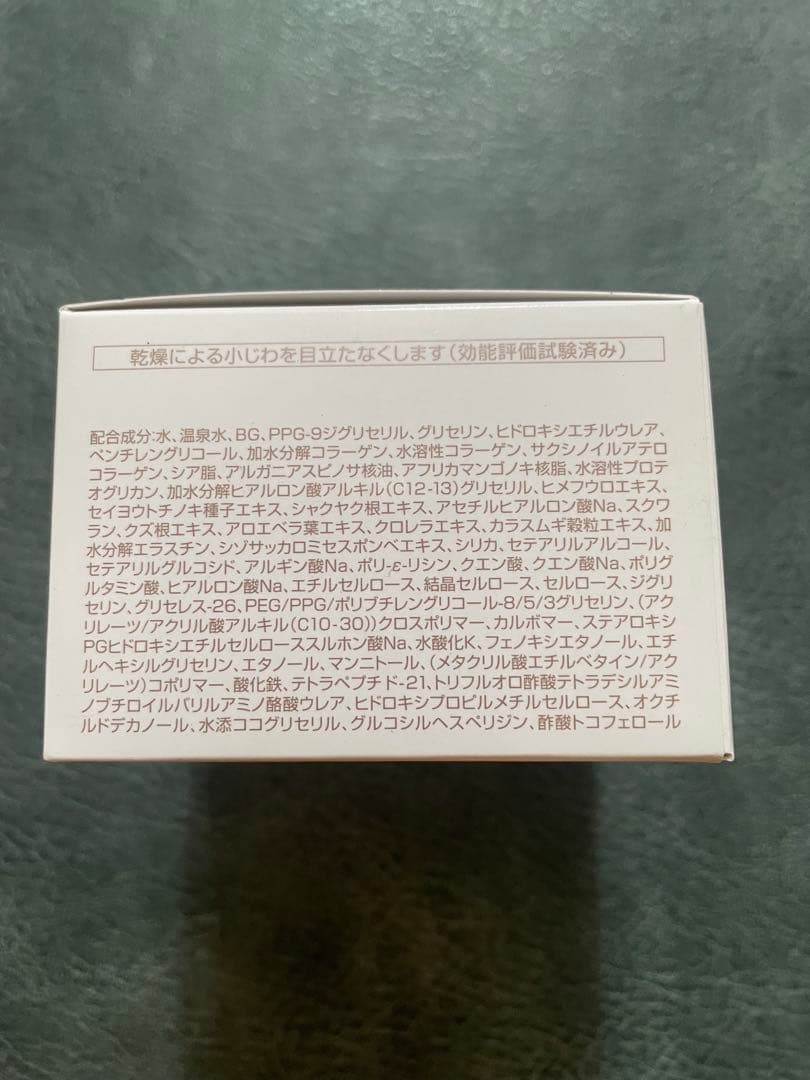 乾燥による小じわを目立たなくします(効能評価試験済み)
配合成分:水、温泉水、BG、PPG-9ジグリセリル、グリセリン、ヒドロキシエチルウレア、
ペンチレングリコール、加水分解コラーゲン、水溶性コラーゲン、サクシノイルアテロ
コラーゲン、シア脂、アルガニアスピノサ核油、アフリカマンゴノキ核脂、水溶性プロテ
オグリカン、加水分解ヒアルロン酸アルキル(C12-13)グリセリル、ヒメフウロエキス、
セイヨウトチノキ種子エキス、シャクヤク根エキス、アセチルヒアルロン酸Na、スクワ
ラン、クズ根エキス、アロエベラ葉エキス、クロレラエキス、カラスムギ穀粒エキス、加
水分解エラスチン、シゾサッカロミセスポンベエキス、シリカ、セテアリルアルコール、
セテアリルグルコシド、アルギン酸Na、ポリ-ε-リシン、クエン酸、クエン酸Na、ポリグ
ルタミン酸、ヒアルロン酸Na、エチルセルロース、結晶セルロース、セルロース、ジグリ
セリン、グリセレス-26、PEG/PPG/ポリブチレングリコール-8/5/3グリセリン、(アク
リレーツ/アクリル酸アルキル(C10-30))クロスポリマー、カルボマー、ステアロキシ
PGヒドロキシエチルセルローススルホン酸Na、水酸化K、フェノキシエタノール、エチ
ルヘキシルグリセリン、エタノール、マンニトール、(メタクリル酸エチルベタイン/アク
リレーツ)コポリマー、酸化鉄、テトラペプチド-21、トリフルオロ酢酸テトラデシルアミ
ノブチロイルバリルアミノ酪酸ウレア、ヒドロキシプロピルメチルセルロース、オクチ
ルドデカノール、水添ココグリセリル、グルコシルヘスペリジン、酢酸トコフェロール